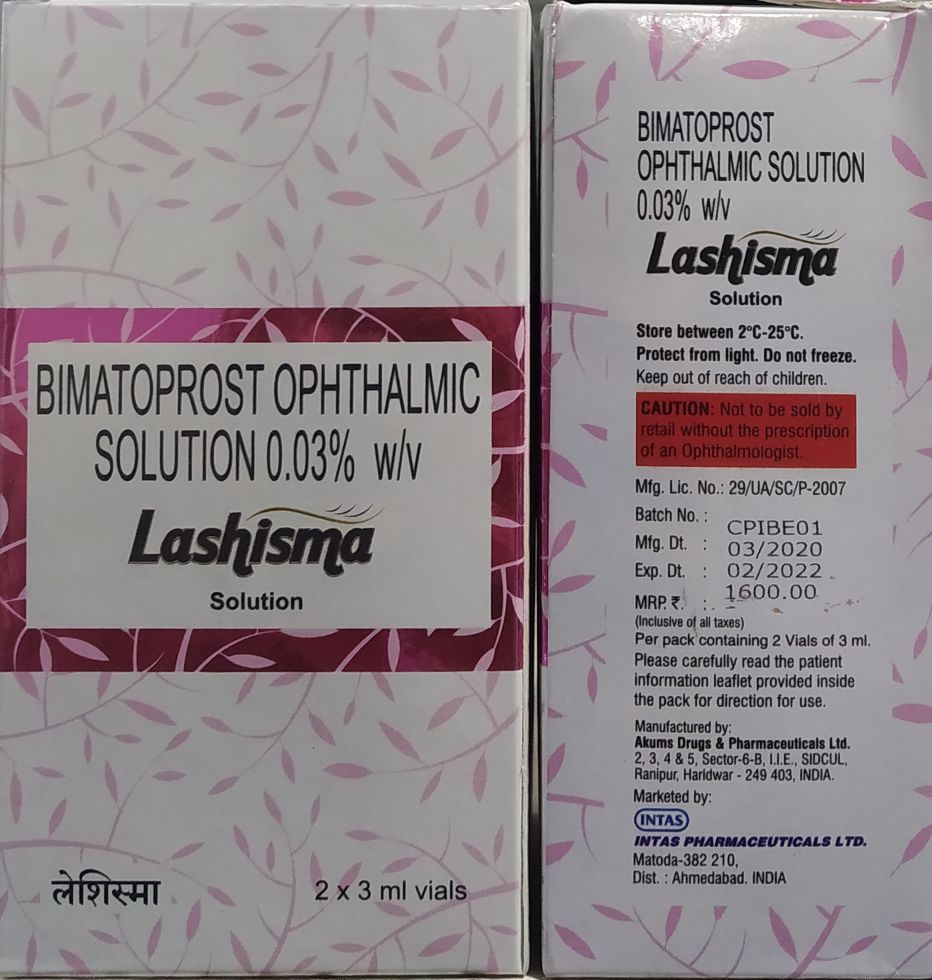 BIMATOPROST OPHTHALMIC
SOLUTION 0.03% w/v
Lashisma
Solution
लेशिस्मा
2 x 3 ml vials
BIMATOPROST
OPHTHALMIC SOLUTION
0.03% w/v
Lashisma
Solution
Store between 2°C-25°C.
Protect from light. Do not freeze.
Keep out of reach of children.
CAUTION: Not to be sold by
retail without the prescription
of an Ophthalmologist.
Mfg. Lic. No.: 29/UA/SC/P-2007
Batch No. : CPIBE01
Mfg. Dt. : 03/2020
Exp. Dt. : 02/2022
MRP. ₹. : 1600.00
(Inclusive of all taxes)
Per pack containing 2 Vials of 3 ml.
Please carefully read the patient
information leaflet provided inside
the pack for direction for use.
Manufactured by:
Akums Drugs & Pharmaceuticals Ltd.
2, 3, 4 & 5, Sector-6-B, I.I.E., SIDCUL,
Ranipur, Haridwar - 249 403, INDIA.
Marketed by:
INTAS
INTAS PHARMACEUTICALS LTD.
Matoda-382 210,
Dist. : Ahmedabad. INDIA